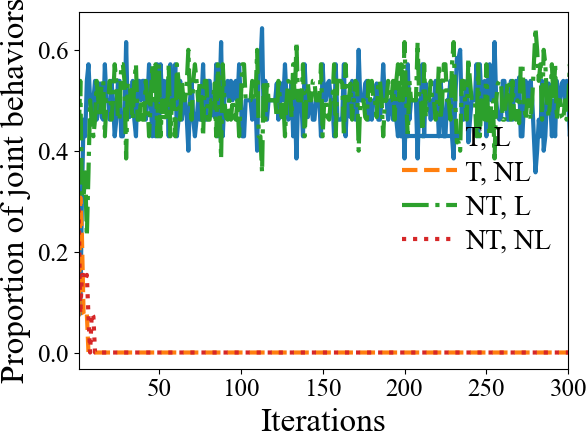 Proportion of joint behaviors
0.6
0.4
0.2
0.0
T, L
T, NL
NT, L
NT, NL
50
100
150
200
250
300
Iterations